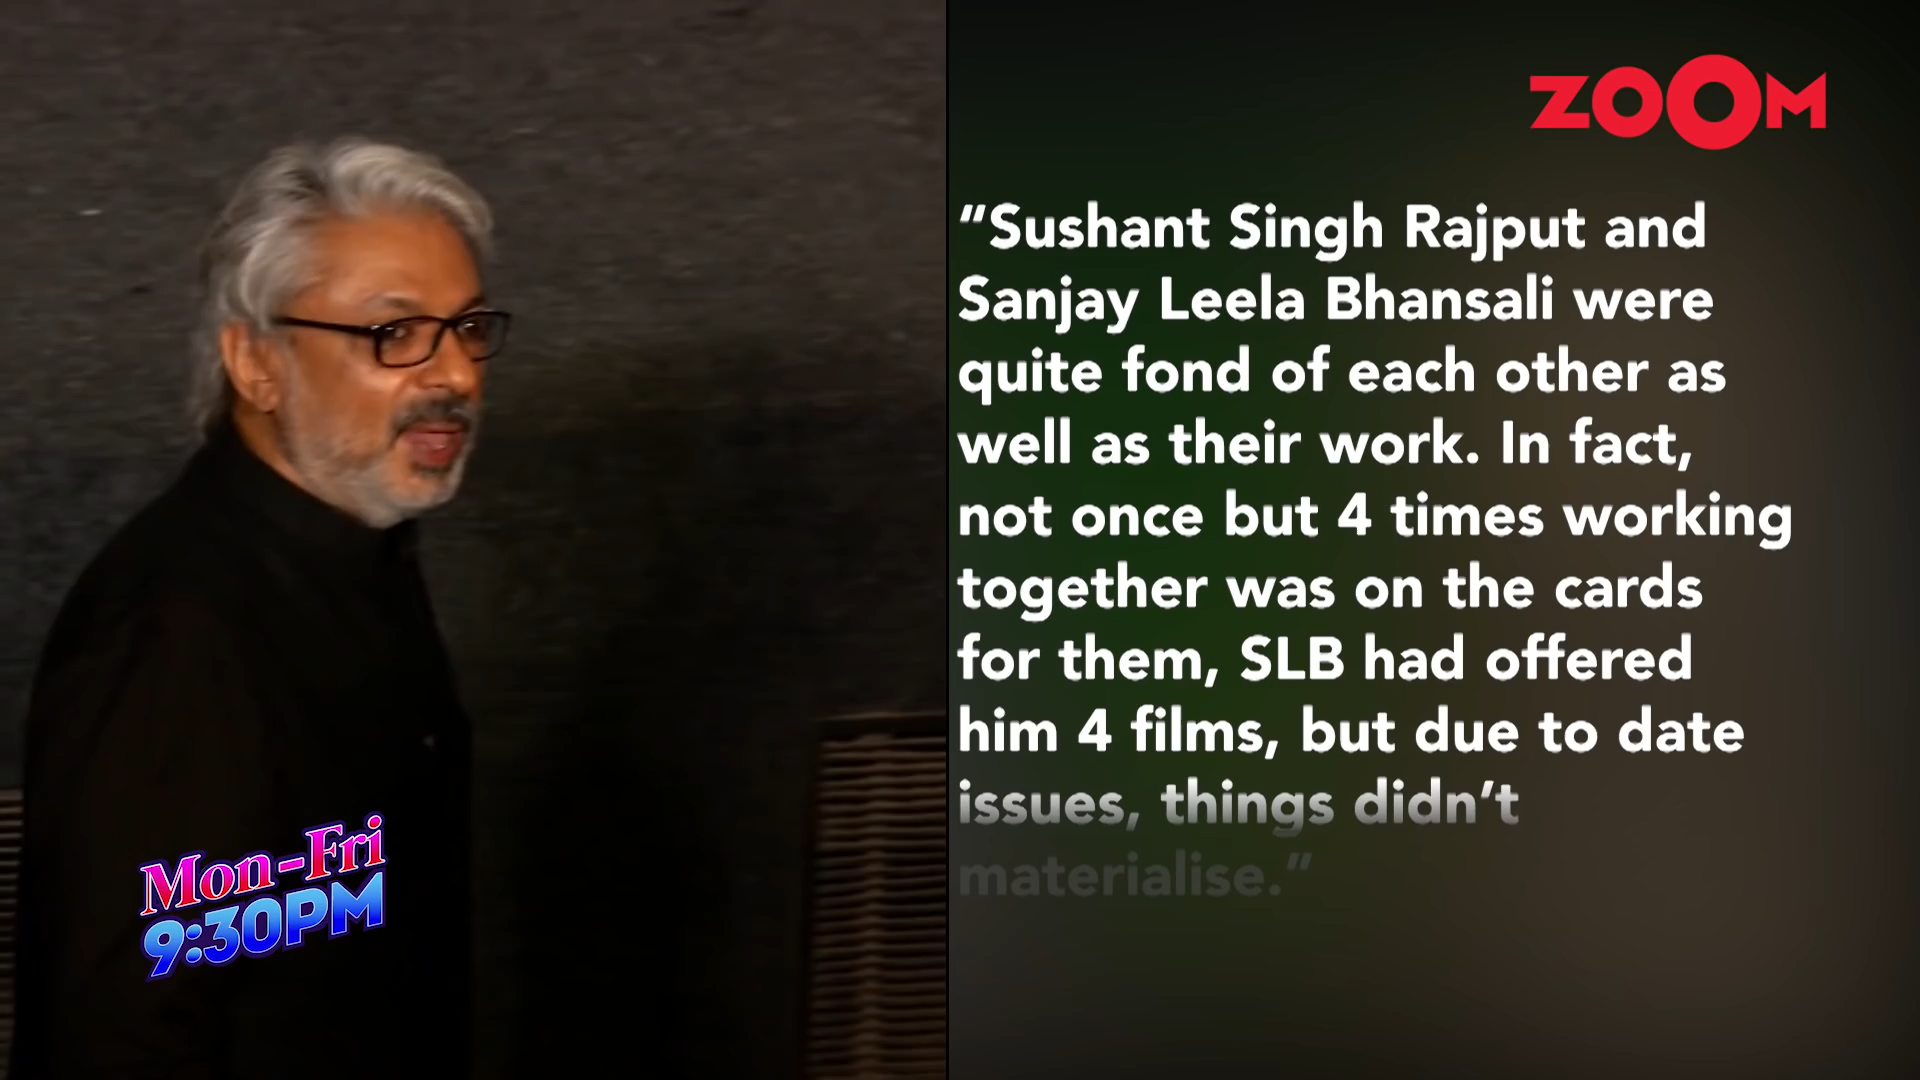 ZOOM
“Sushant Singh Rajput and
Sanjay Leela Bhansali were
quite fond of each other as
well as their work. In fact,
not once but 4 times working
together was on the cards
for them, SLB had offered
him 4 films, but due to date
issues, things didn’t
materialise.”
Mon-Fri
9:30PM